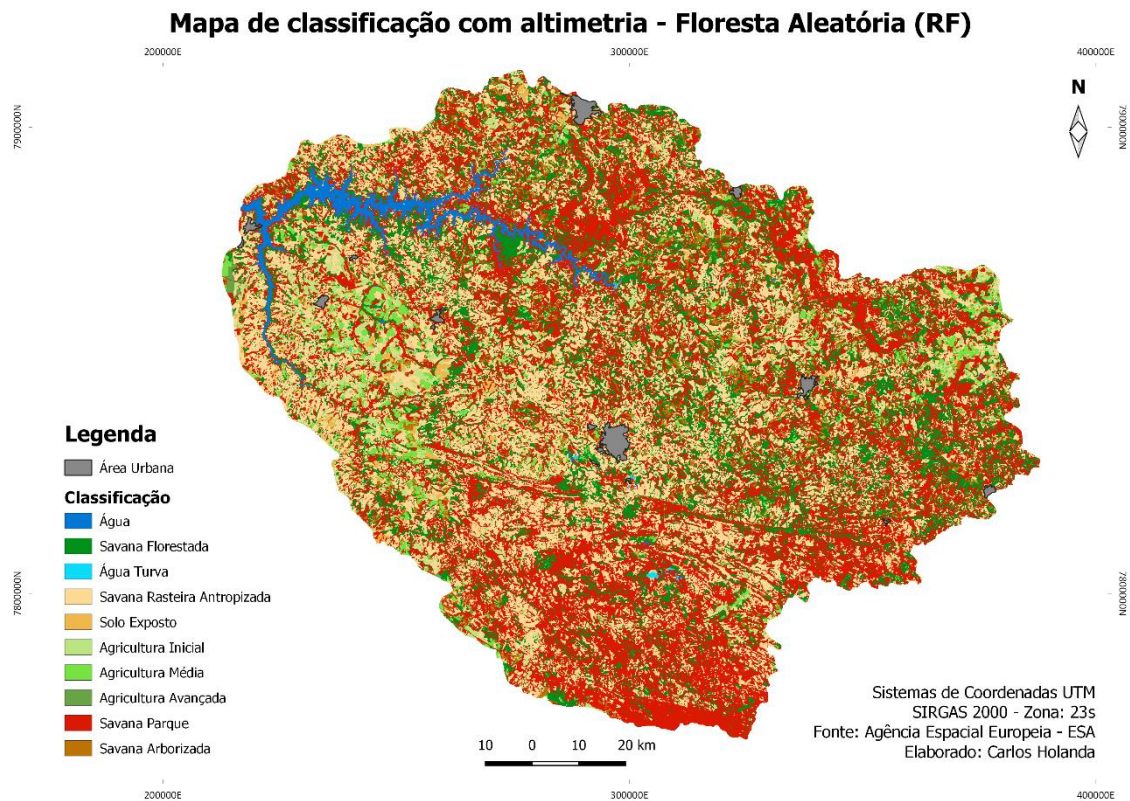 Mapa de classificação com altimetria - Floresta Aleatória (RF)
200000E
300000E
400000E
N
7900000N
7900000N
Legenda
Área Urbana
Classificação
Água
Savana Florestada
Água Turva
Savana Rasteira Antropizada
Solo Exposto
Agricultura Inicial
Agricultura Média
Agricultura Avançada
Savana Parque
Savana Arborizada
7800000N
7800000N
10 0 10 20 km
Sistemas de Coordenadas UTM
SIRGAS 2000 - Zona: 23s
Fonte: Agência Espacial Europeia - ESA
Elaborado: Carlos Holanda
200000E
300000E
400000E